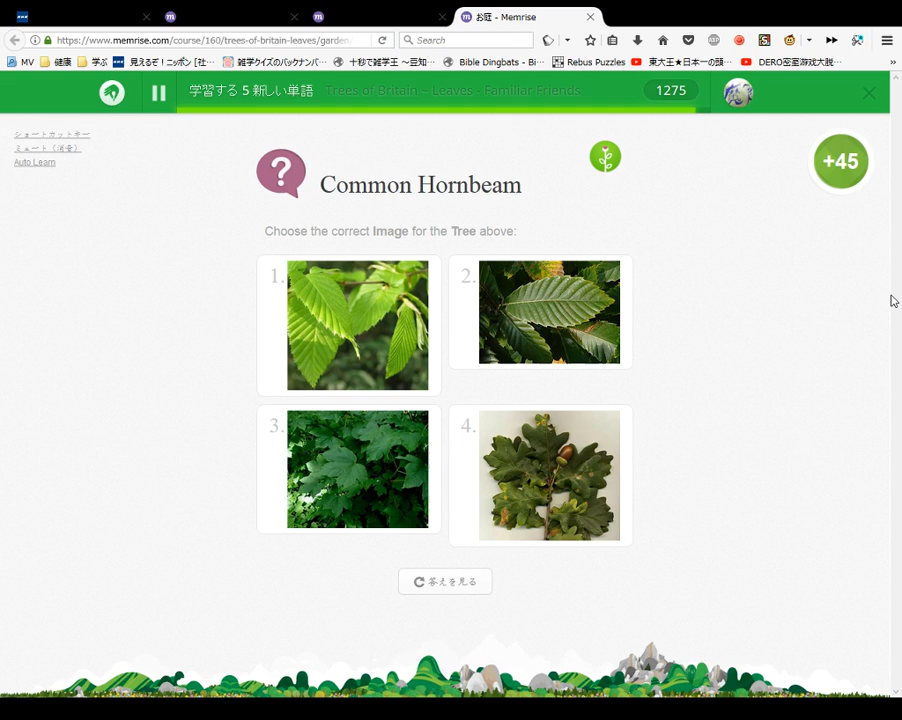 お庭 - Memrise
https://www.memrise.com/course/160/trees-of-britain-leaves/garden/
Search
MV
健康
学ぶ
見えるぞ！ニッポン [社…
雑学クイズのバックナンバ…
十秒で雑学王 ～豆知…
Bible Dingbats - Bi…
Rebus Puzzles
東大王★日本一の頭…
DERO密室游戏大脱…
学習する 5 新しい単語 Trees of Britain ~ Leaves - Familiar Friends
1275
ショートカットキー
ミュート（消音）
Auto Learn
+45
?
Common Hornbeam
Choose the correct Image for the Tree above:
1.
2.
3.
4.
答えを見る